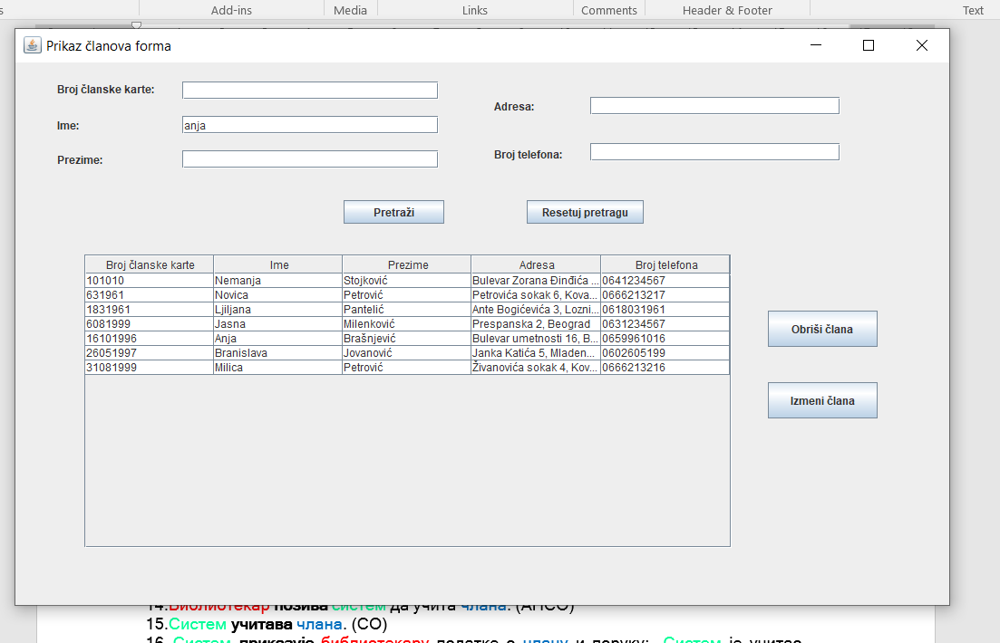 s Add-ins Media Links Comments Header & Footer Text
Prikaz članova forma
Broj članske karte:
Adresa:
Ime: anja
Prezime:
Broj telefona:
Pretraži Resetuj pretragu
Broj članske karte Ime Prezime Adresa Broj telefona
101010 Nemanja Stojković Bulevar Zorana Đinđića ... 0641234567
631961 Novica Petrović Petrovića sokak 6, Kova... 0666213217
1831961 Ljiljana Pantelić Ante Bogićevića 3, Lozni... 0618031961
6081999 Jasna Milenković Prespanska 2, Beograd 0631234567
16101996 Anja Brašnjević Bulevar umetnosti 16, B... 0659961016
26051997 Branislava Jovanović Janka Katića 5, Mladen... 0602605199
31081999 Milica Petrović Živanovića sokak 4, Kov... 0666213216
Obriši člana
Izmeni člana
14.Библиотекар позива систем да учита члана. (АПСО)
15.Систем учитава члана. (СО)
16. Систем приказује библиотекару податке о члану и поруку: „Систем је учитао